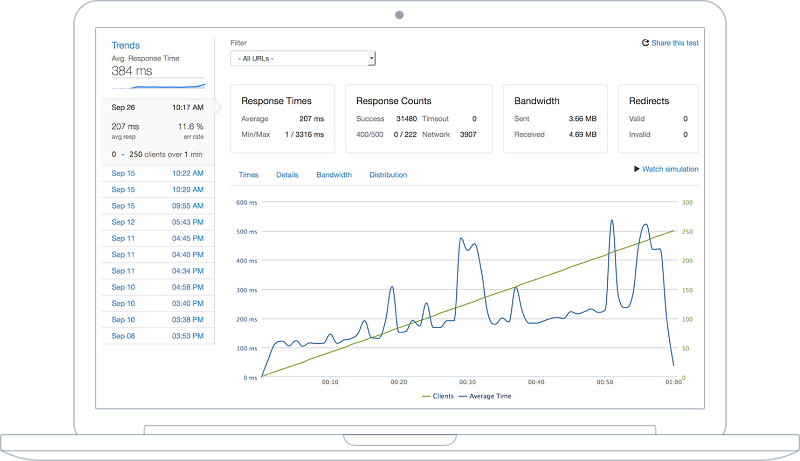 Trends
Avg. Response Time
384 ms
Sep 26 10:17 AM
207 ms 11.6 %
avg resp err rate
0 - 250 clients over 1 min
Sep 15 10:22 AM
Sep 15 10:20 AM
Sep 15 09:55 AM
Sep 12 05:43 PM
Sep 11 04:45 PM
Sep 11 04:40 PM
Sep 11 04:34 PM
Sep 10 04:58 PM
Sep 10 03:40 PM
Sep 10 03:38 PM
Sep 08 03:53 PM
Filter
- All URLs -
Share this test
Response Times
Average 207 ms
Min/Max 1 / 3316 ms
Response Counts
Success 31480 Timeout 0
400/500 0 / 222 Network 3907
Bandwidth
Sent 3.66 MB
Received 4.69 MB
Redirects
Valid 0
Invalid 0
Times Details Bandwidth Distribution
Watch simulation
600 ms 300
500 ms 250
400 ms 200
300 ms 150
200 ms 100
100 ms 50
0 ms 0
00:10 00:20 00:30 00:40 00:50 01:00
Clients Average Time